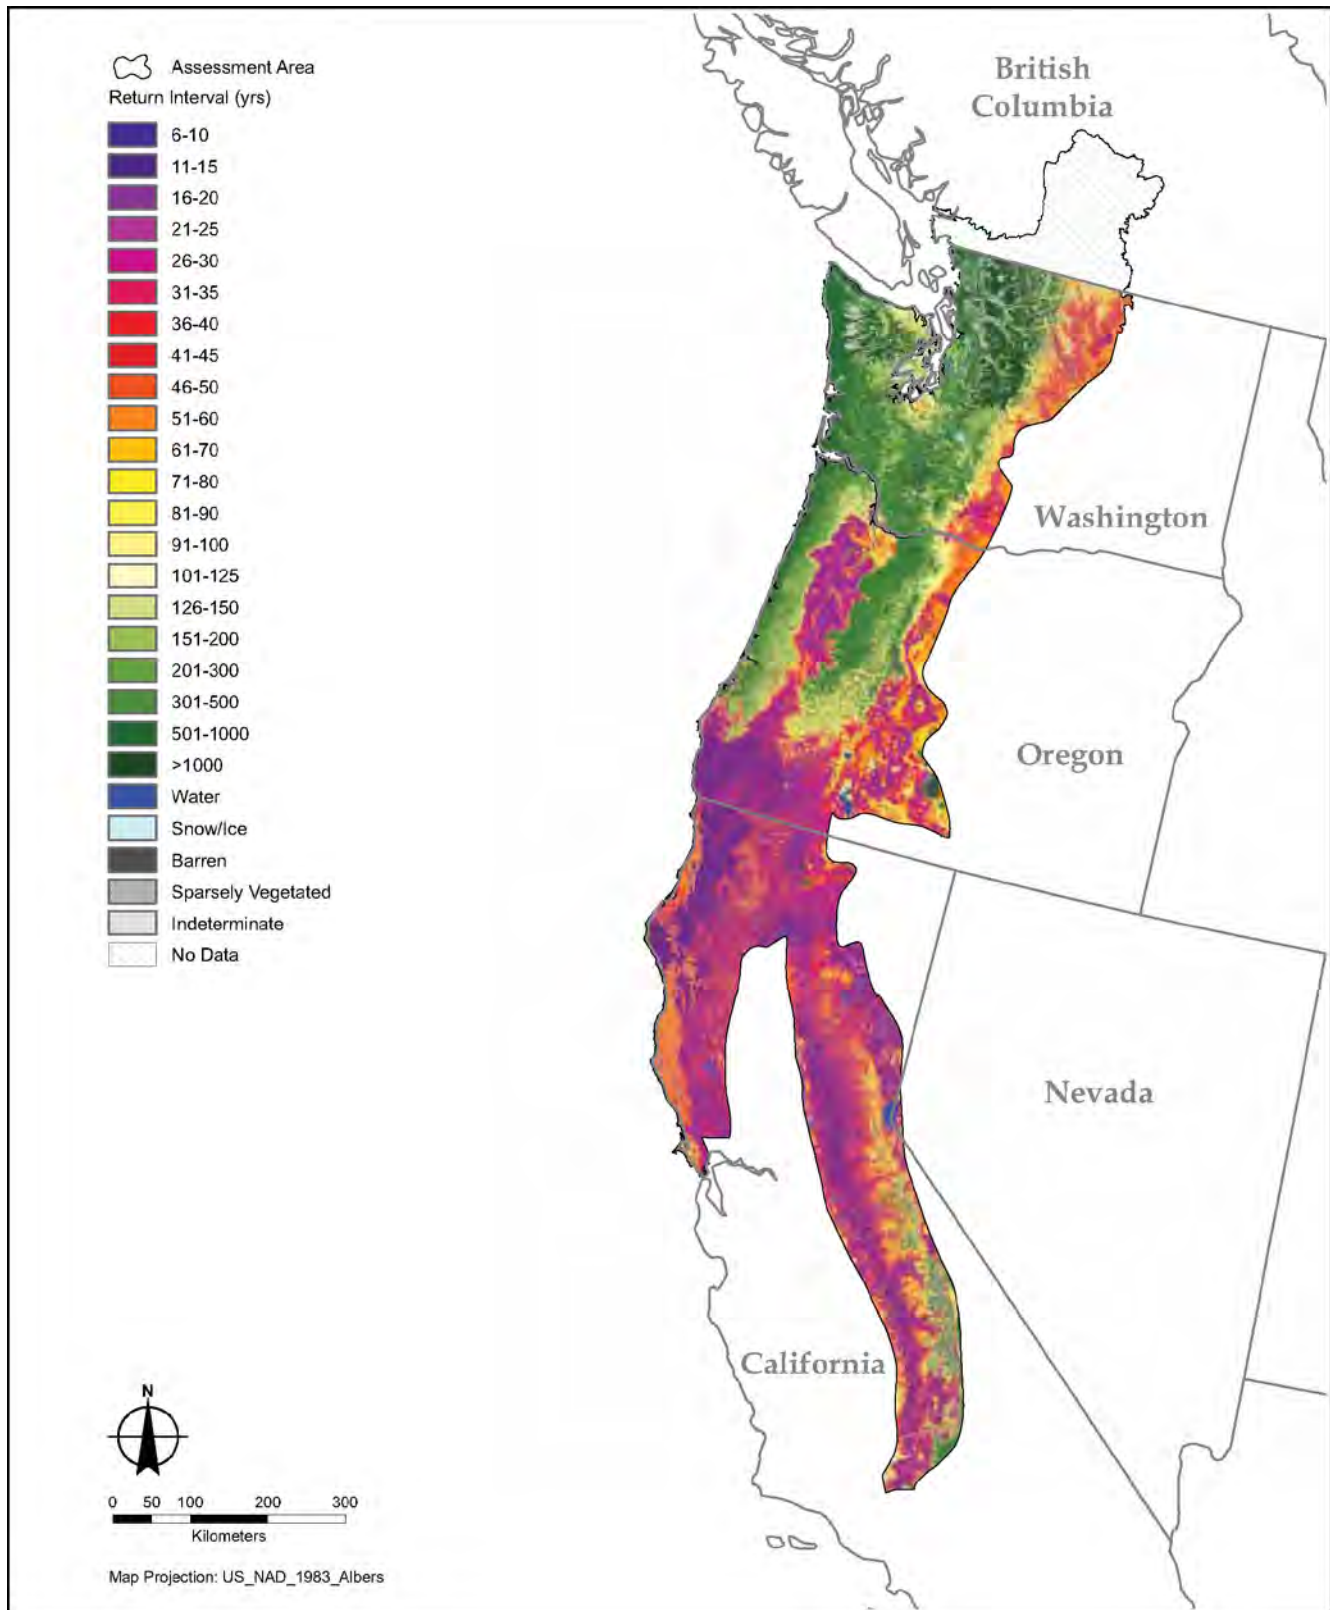 Assessment Area
Return Interval (yrs)
6-10
11-15
16-20
21-25
26-30
31-35
36-40
41-45
46-50
51-60
61-70
71-80
81-90
91-100
101-125
126-150
151-200
201-300
301-500
501-1000
>1000
Water
Snow/Ice
Barren
Sparsely Vegetated
Indeterminate
No Data
British
Columbia
Washington
Oregon
Nevada
California
N
0 50 100 200 300
Kilometers
Map Projection: US_NAD_1983_Albers